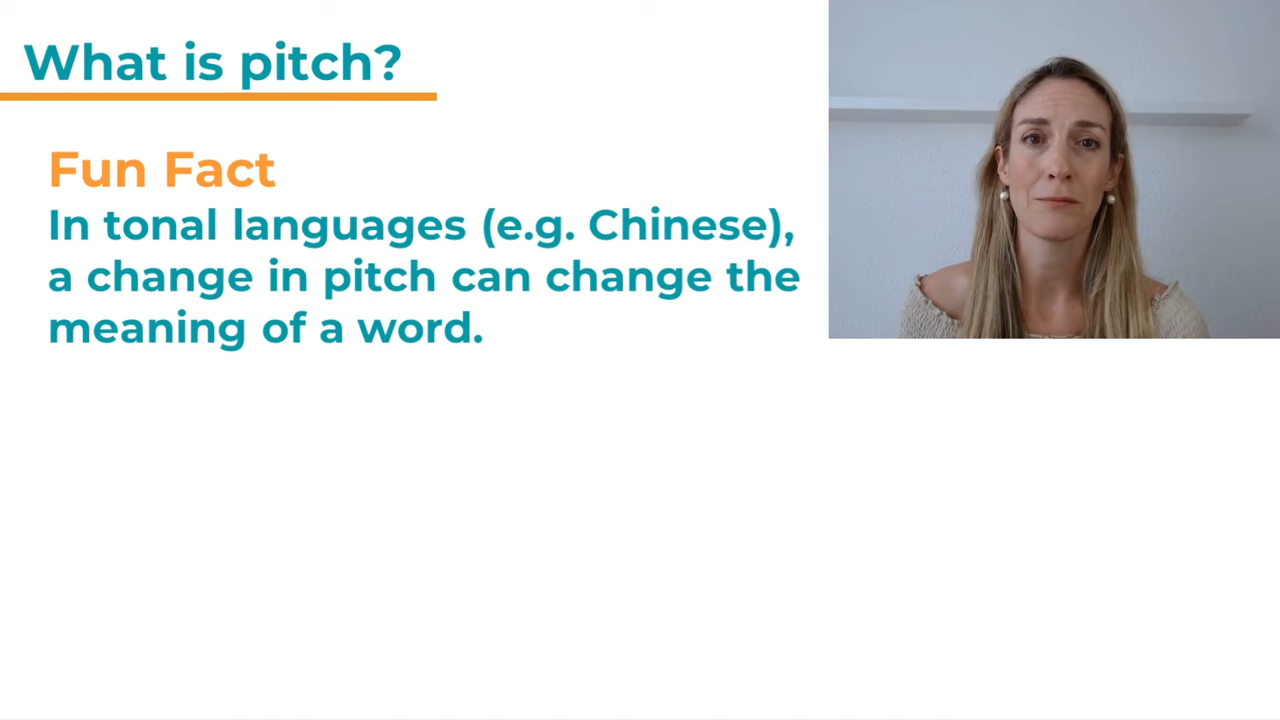 What is pitch?
Fun Fact
In tonal languages (e.g. Chinese),
a change in pitch can change the
meaning of a word.